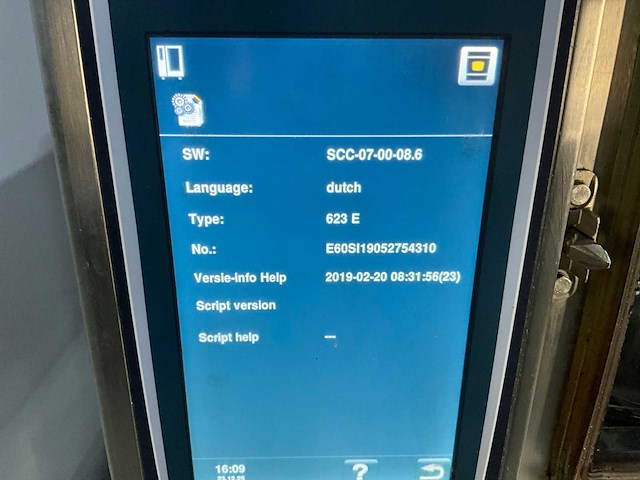 SW: SCC-07-00-08.6
Language: dutch
Type: 623 E
No.: E60SI19052754310
Versie-info Help 2019-02-20 08:31:56(23)
Script version
Script help —
16:09
?